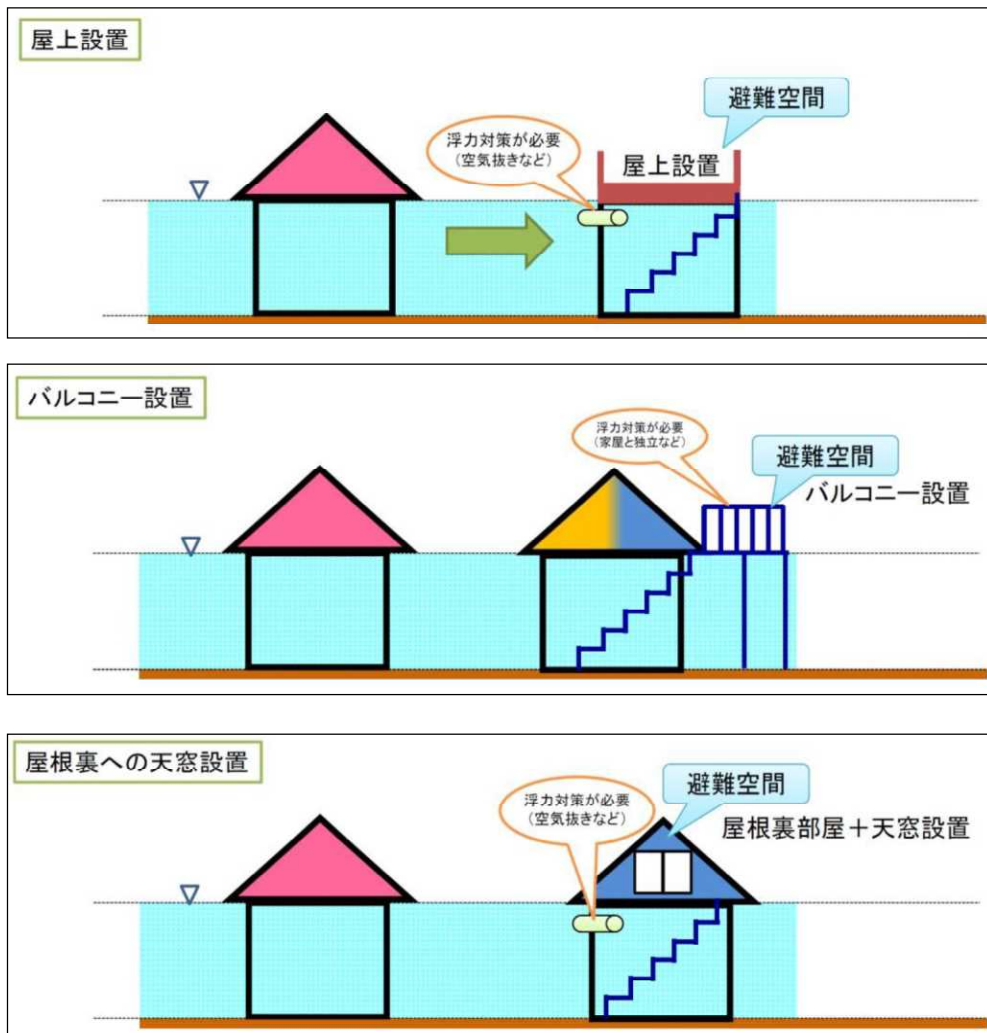 屋上設置
避難空間
浮力対策が必要
(空気抜きなど)
屋上設置
バルコニー設置
浮力対策が必要
(家屋と独立など)
避難空間
バルコニー設置
屋根裏への天窓設置
避難空間
浮力対策が必要
(空気抜きなど)
屋根裏部屋+天窓設置